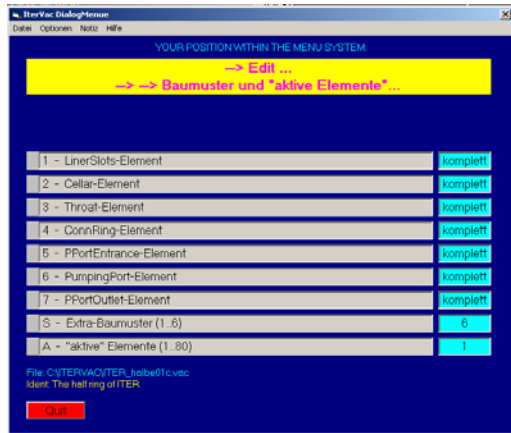 IterVac DialogMenue
Datei Optionen Notiz Hilfe
YOUR POSITION WITHIN THE MENU SYSTEM:
--> Edit ...
--> --> Baumuster und "aktive Elemente"...
1 - LinerSlots-Element komplett
2 - Cellar-Element komplett
3 - Throat-Element komplett
4 - ConnRing-Element komplett
5 - PPortEntrance-Element komplett
6 - PumpingPort-Element komplett
7 - PPortOutlet-Element komplett
S - Extra-Baumuster (1..6) 6
A - "aktive" Elemente (1..80) 1
File: C:\ITERVAC\ITER_halbe01c.vac
Ident: The half ring of ITER
Quit